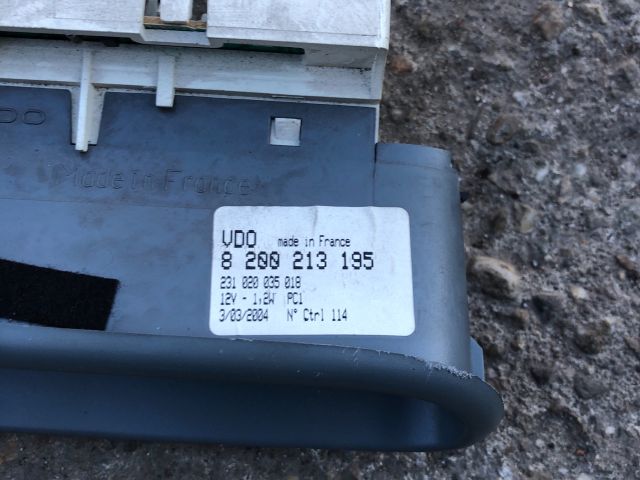 VDO
Made in France
VDO made in France
8 200 213 195
231 020 035 018
12V - 1,2W PC1
3/03/2004 N° Ctrl 114